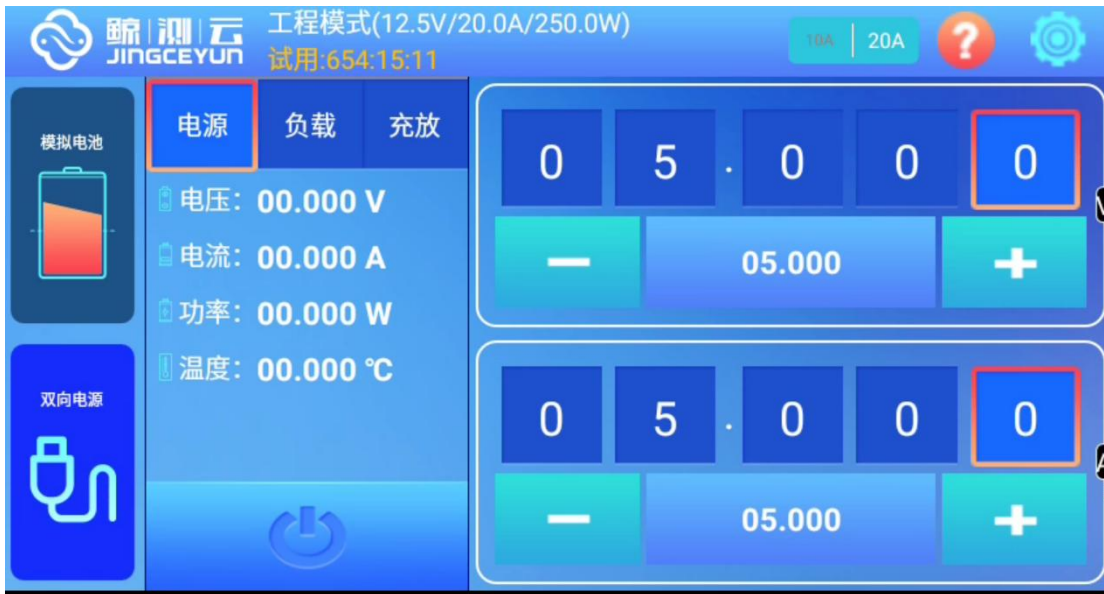 鲸测云
JINGCEYUN
工程模式(12.5V/20.0A/250.0W)
试用:654:15:11
10A 20A
?
模拟电池
双向电源
电源 负载 充放
电压: 00.000 V
电流: 00.000 A
功率: 00.000 W
温度: 00.000 ℃
0 5 . 0 0 0
V
− 05.000 +
0 5 . 0 0 0
A
− 05.000 +